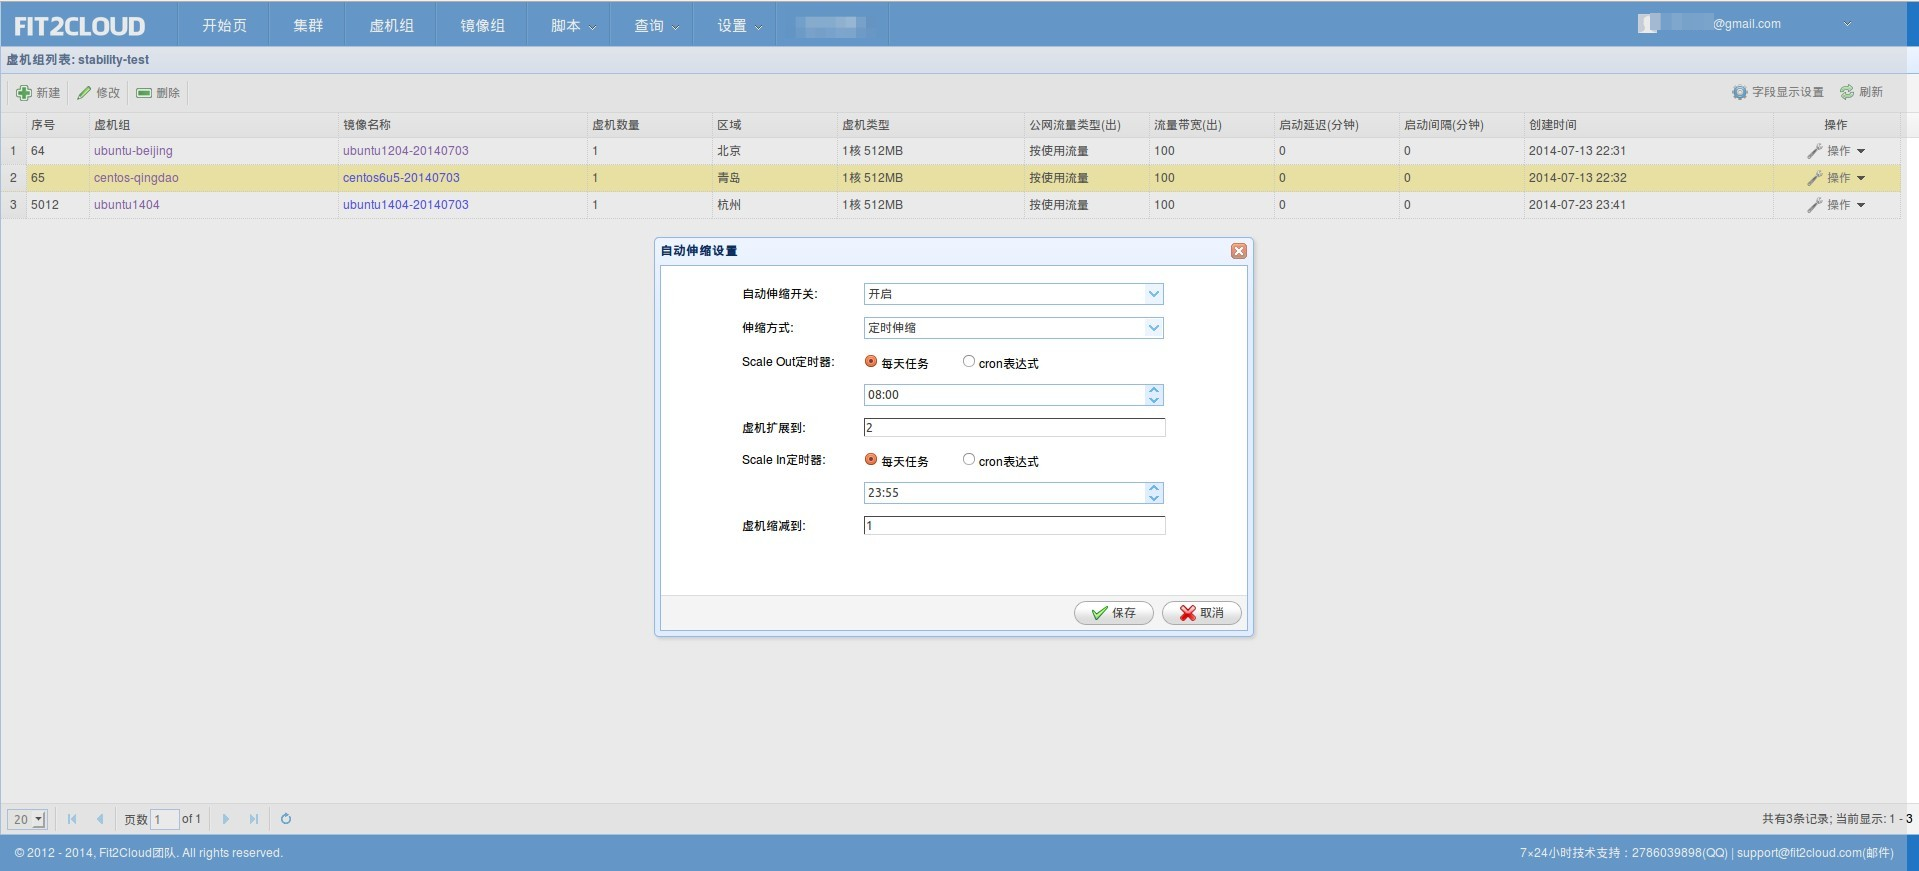 FIT2CLOUD 开始页 集群 虚机组 镜像组 脚本 查询 设置 @gmail.com
虚机组列表: stability-test
新建 修改 删除 字段显示设置 刷新
序号 虚机组 镜像名称 虚机数量 区域 虚机类型 公网流量类型(出) 流量带宽(出) 启动延迟(分钟) 启动间隔(分钟) 创建时间 操作
1 64 ubuntu-beijing ubuntu1204-20140703 1 北京 1核 512MB 按使用流量 100 0 0 2014-07-13 22:31 操作
2 65 centos-qingdao centos6u5-20140703 1 青岛 1核 512MB 按使用流量 100 0 0 2014-07-13 22:32 操作
3 5012 ubuntu1404 ubuntu1404-20140703 1 杭州 1核 512MB 按使用流量 100 0 0 2014-07-23 23:41 操作
自动伸缩设置
自动伸缩开关: 开启
伸缩方式: 定时伸缩
Scale Out定时器: 每天任务 cron表达式
08:00
虚机扩展到: 2
Scale In定时器: 每天任务 cron表达式
23:55
虚机缩减到: 1
保存 取消
20 页数 1 of 1 共有3条记录; 当前显示: 1 - 3
© 2012 - 2014, Fit2Cloud团队. All rights reserved. 7×24小时技术支持：2786039898(QQ) | support@fit2cloud.com(邮件)